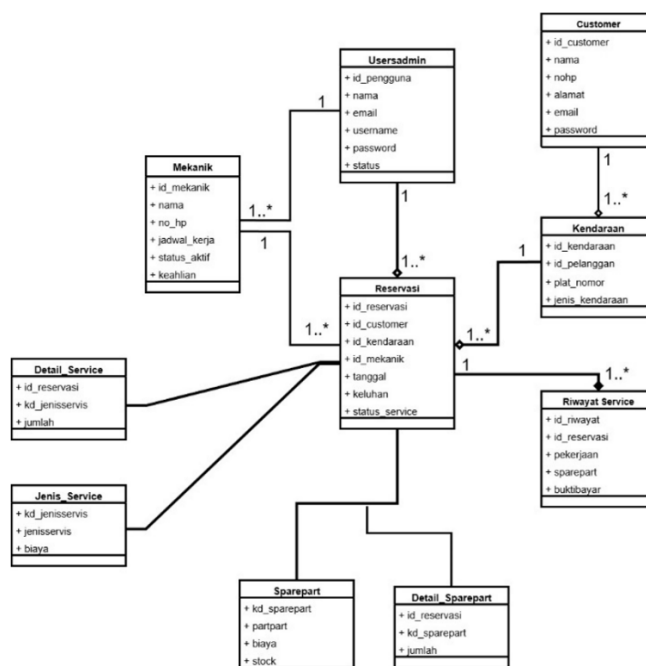 Customer
+ id_customer
+ nama
+ nohp
+ alamat
+ email
+ password
1
1..*
Usersadmin
+ id_pengguna
+ nama
+ email
+ username
+ password
+ status
1
1
1..*
Mekanik
+ id_mekanik
+ nama
+ no_hp
+ jadwal_kerja
+ status_aktif
+ keahlian
1..*
1
1..*
Kendaraan
+ id_kendaraan
+ id_pelanggan
+ plat_nomor
+ jenis_kendaraan
1
1..*
Reservasi
+ id_reservasi
+ id_customer
+ id_kendaraan
+ id_mekanik
+ tanggal
+ keluhan
+ status_service
1
1..*
Detail_Service
+ id_reservasi
+ kd_jenisservis
+ jumlah
Riwayat Service
+ id_riwayat
+ id_reservasi
+ pekerjaan
+ sparepart
+ buktibayar
Jenis_Service
+ kd_jenisservis
+ jenisservis
+ biaya
Sparepart
+ kd_sparepart
+ partpart
+ biaya
+ stock
Detail_Sparepart
+ id_reservasi
+ kd_sparepart
+ jumlah